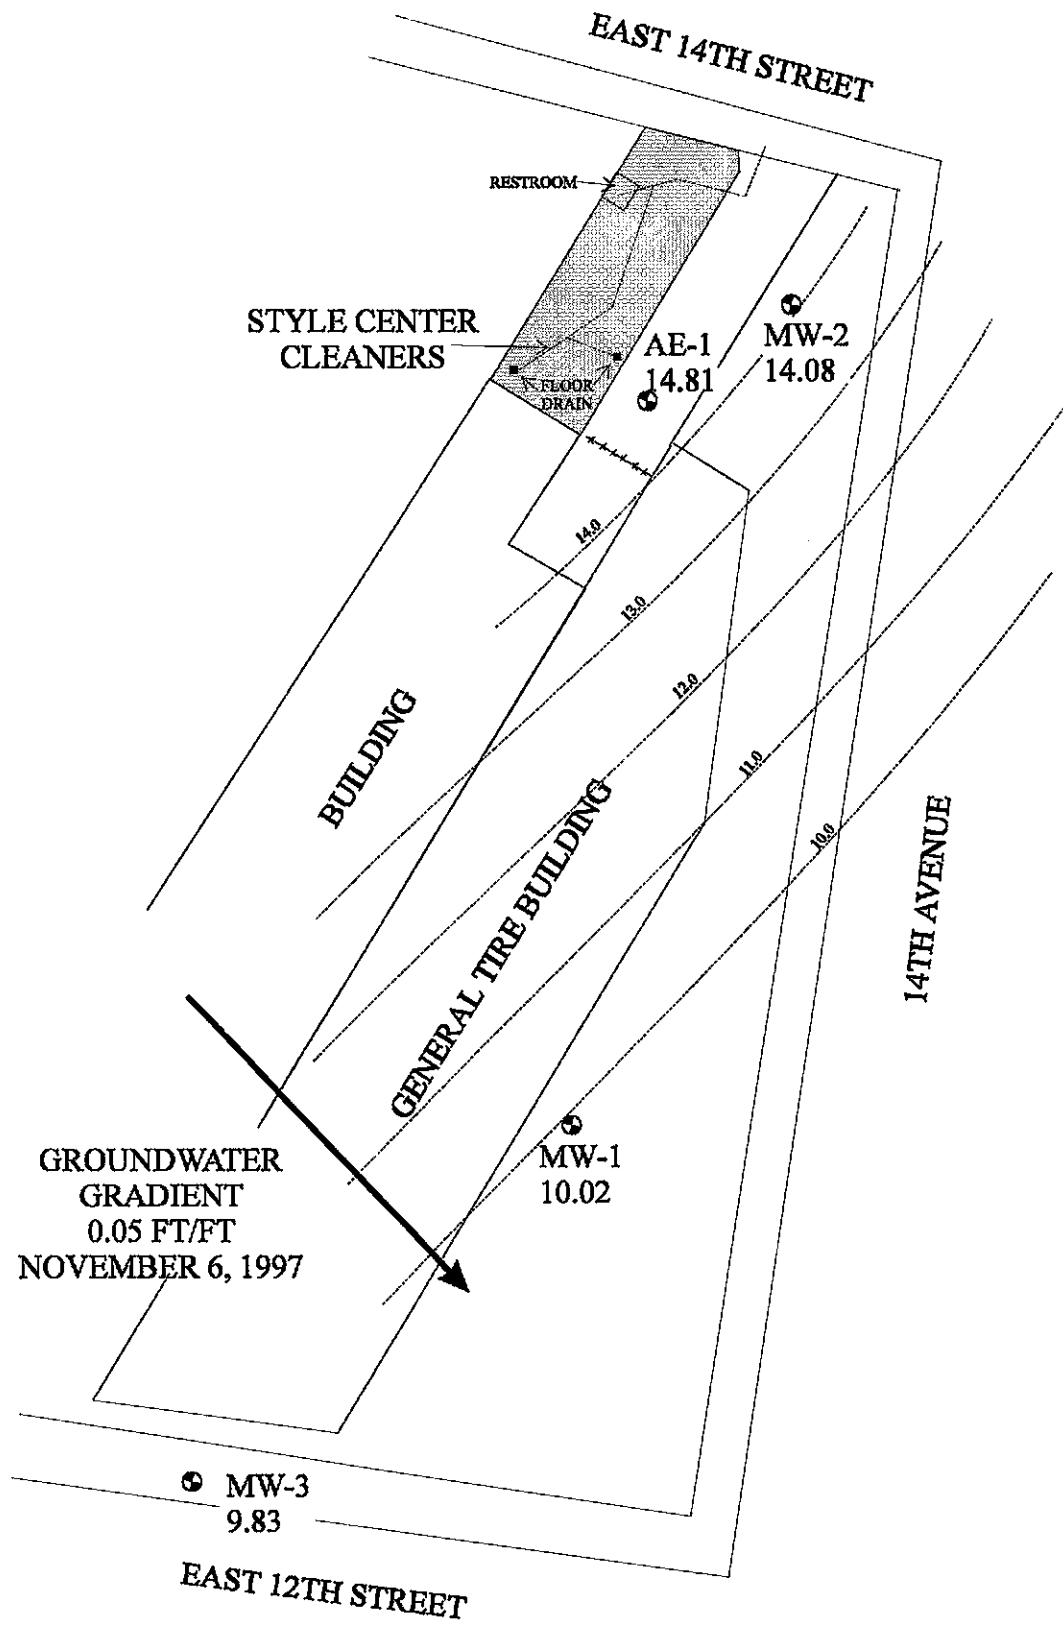 EAST 14TH STREET
RESTROOM
STYLE CENTER
CLEANERS
AE-1
14.81
MW-2
14.08
FLOOR
DRAIN
14.0
13.0
12.0
11.0
10.0
BUILDING
GENERAL TIRE BUILDING
14TH AVENUE
MW-1
10.02
GROUNDWATER
GRADIENT
0.05 FT/FT
NOVEMBER 6, 1997
MW-3
9.83
EAST 12TH STREET